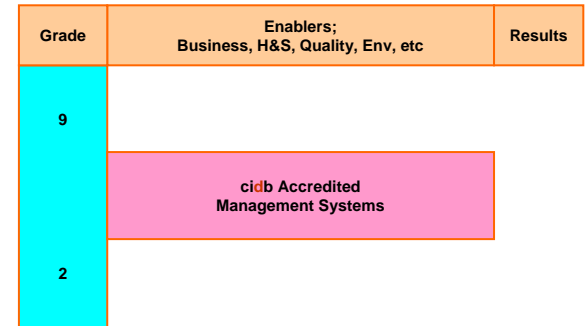 Grade
Enablers;
Business, H&S, Quality, Env, etc
Results
9
cidb Accredited
Management Systems
2